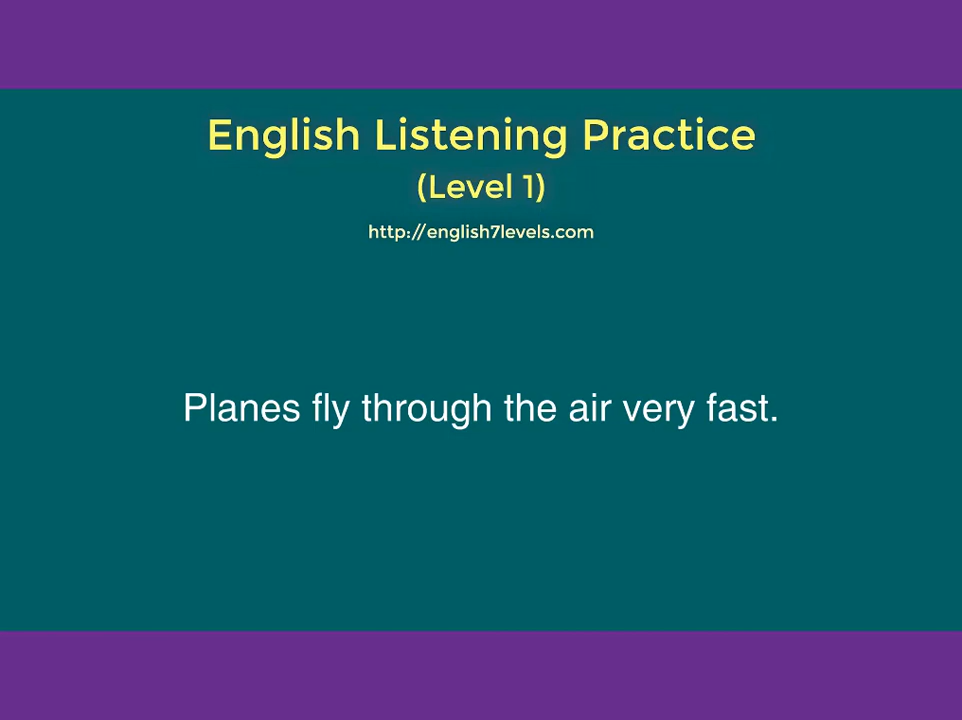 English Listening Practice
(Level 1)
http://english7levels.com
Planes fly through the air very fast.